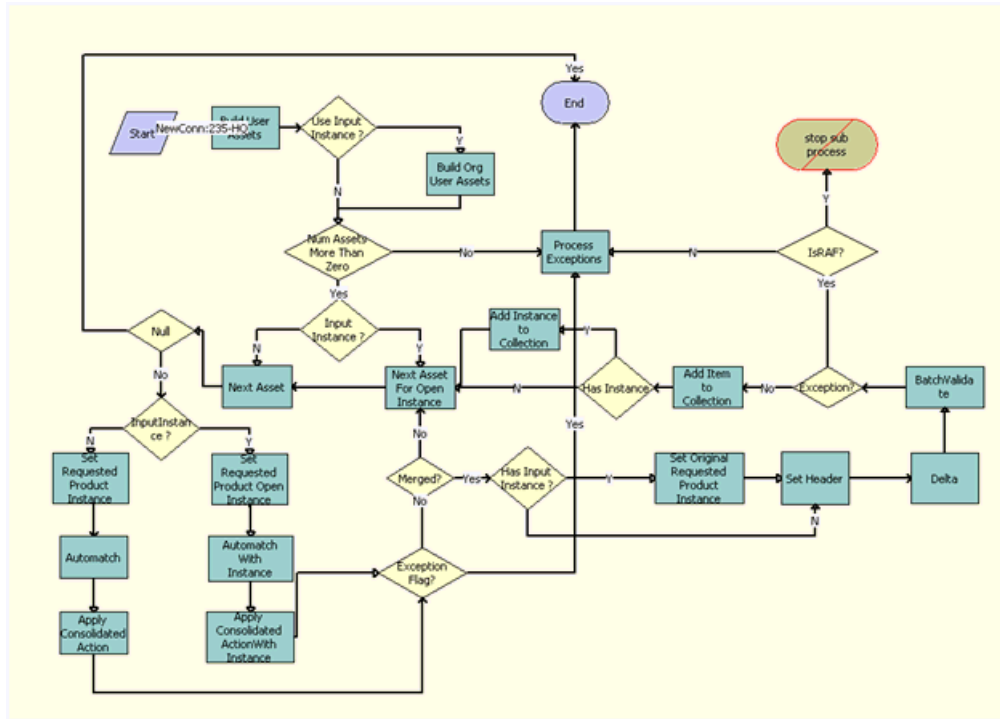 Yes
End
Start
NewConn:235-HO
Build User
Assets
Use Input
Instance ?
Y
Build Org
User Assets
N
stop sub
process
Y
Num Assets
More Than
Zero
No
Process
Exceptions
N
IsRAF?
Yes
Yes
Input
Instance ?
N
Y
Add Instance
to
Collection
Y
Null
No
Next Asset
Next Asset
For Open
Instance
N
Has Instance
Add Item
to
Collection
No
Exception?
BatchValida
te
InputInstan
ce ?
N
Y
No
Yes
Set
Requested
Product
Instance
Set
Requested
Product Open
Instance
Merged?
Yes
Has Input
Instance ?
Y
Set Original
Requested
Product
Instance
Set Header
Delta
No
N
Automatch
Automatch
With
Instance
Exception
Flag?
Apply
Consolidated
Action
Apply
Consolidated
ActionWith
Instance